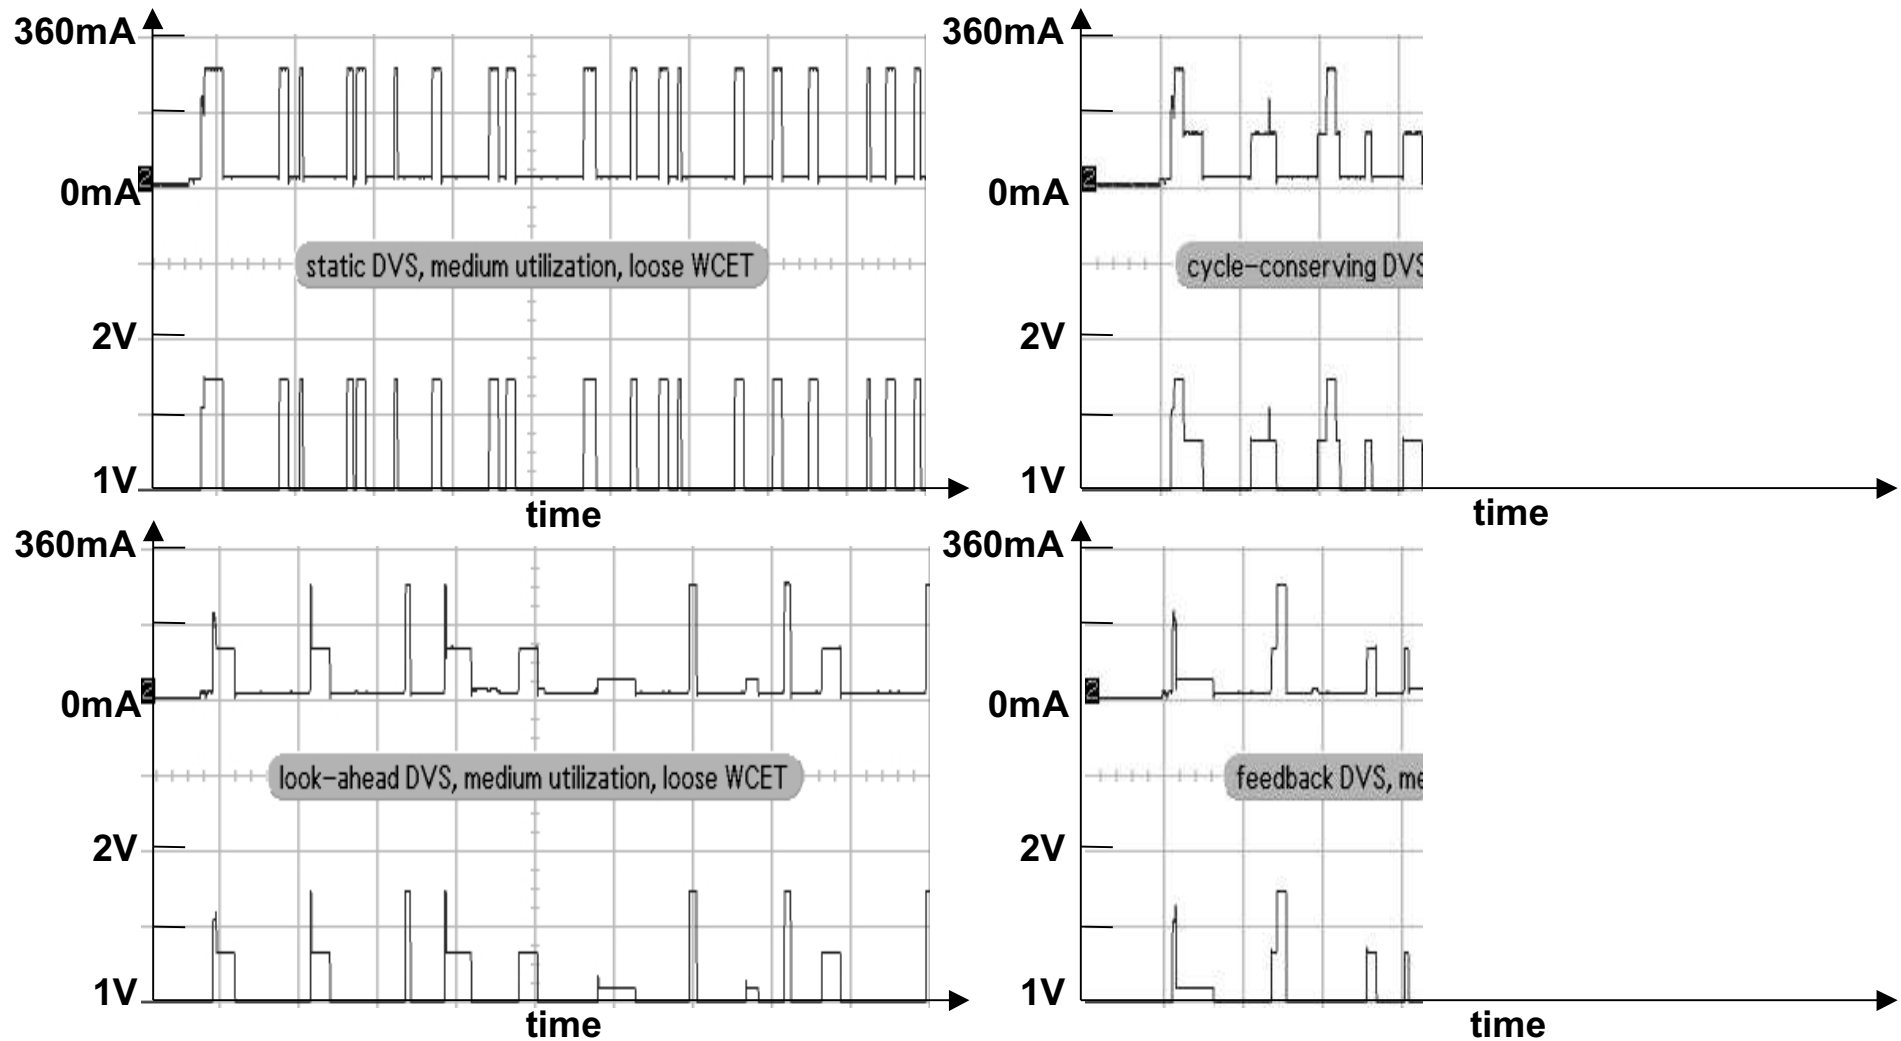 360mA
0mA
static DVS, medium utilization, loose WCET
2V
1V
time
360mA
0mA
cycle-conserving DVS
2V
1V
time
360mA
0mA
look-ahead DVS, medium utilization, loose WCET
2V
1V
time
360mA
0mA
feedback DVS, me
2V
1V
time